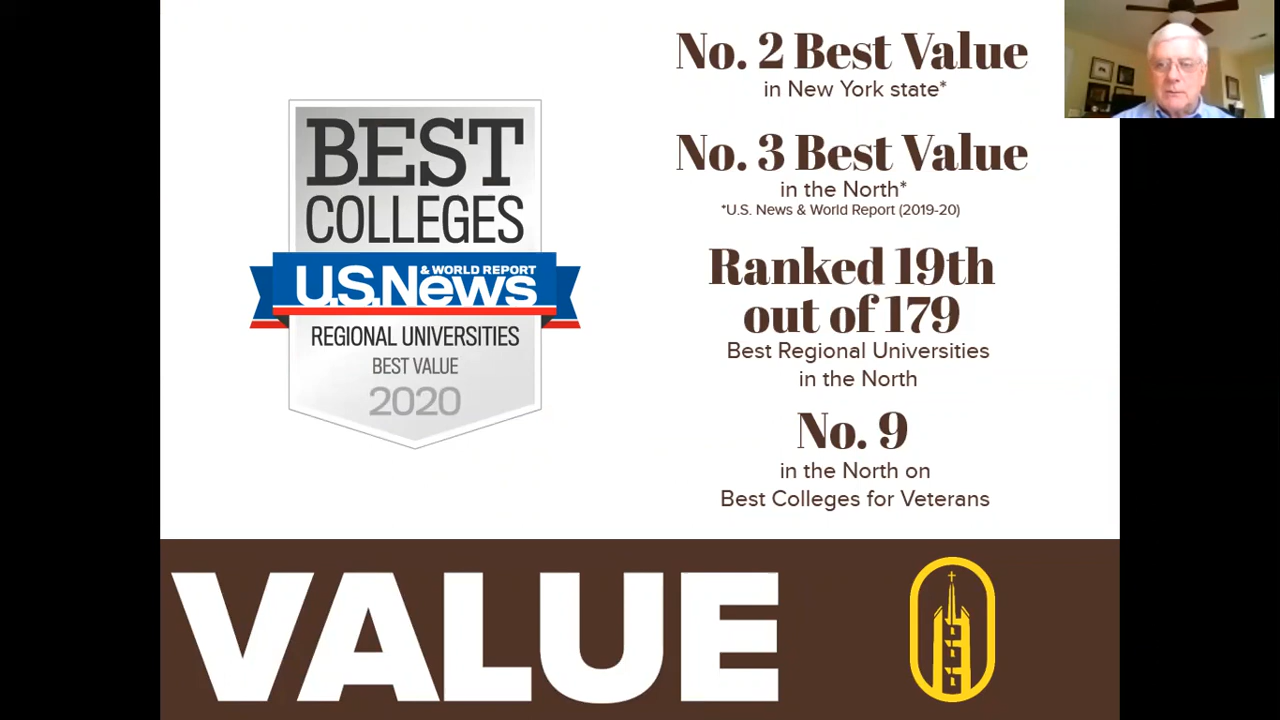 BEST
COLLEGES
U.S.News & WORLD REPORT
REGIONAL UNIVERSITIES
BEST VALUE
2020
No. 2 Best Value
in New York state*
No. 3 Best Value
in the North*
*U.S. News & World Report (2019-20)
Ranked 19th
out of 179
Best Regional Universities
in the North
No. 9
in the North on
Best Colleges for Veterans
VALUE